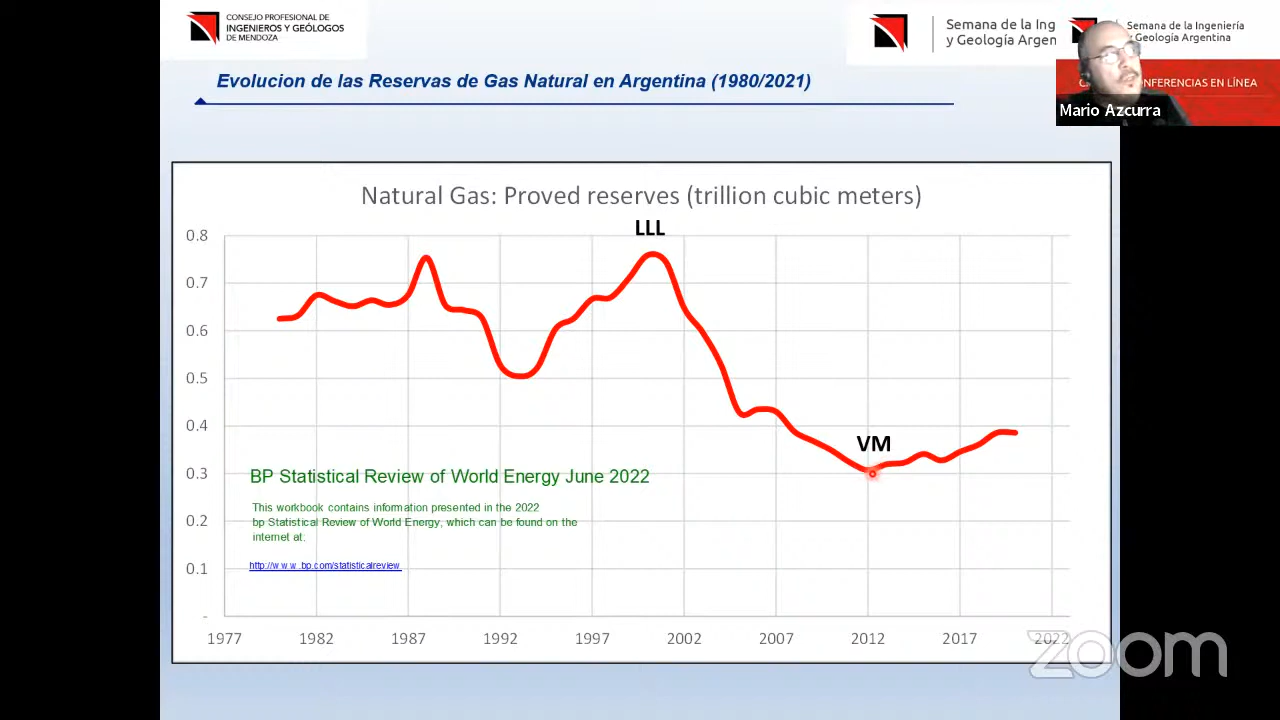 CONSEJO PROFESIONAL DE
INGENIEROS Y GEÓLOGOS
DE MENDOZA
Semana de la Ing
y Geología Argen
Semana de la Ingeniería
Geología Argentina
NFERENCIAS EN LÍNEA
Mario Azcurra
Evolucion de las Reservas de Gas Natural en Argentina (1980/2021)
Natural Gas: Proved reserves (trillion cubic meters)
LLL
0.8
0.7
0.6
0.5
0.4
VM
0.3
BP Statistical Review of World Energy June 2022
This workbook contains information presented in the 2022
bp Statistical Review of World Energy, which can be found on the
internet at:
0.2
0.1
http://www.bp.com/statisticalreview
-
1977 1982 1987 1992 1997 2002 2007 2012 2017 2022
zoom